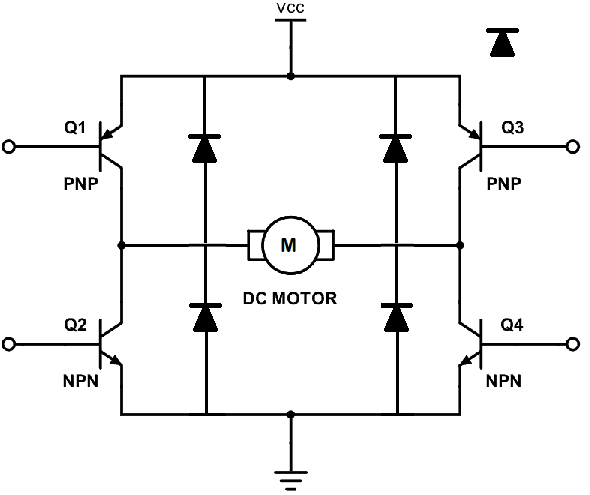 Vcc
Q1
Q3
PNP
PNP
M
DC MOTOR
Q2
Q4
NPN
NPN